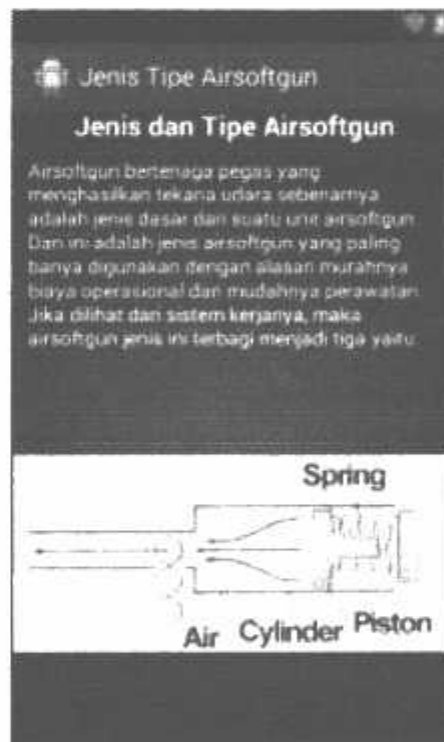 Jenis Tipe Airsoftgun
Jenis dan Tipe Airsoftgun
Airsoftgun bertenaga pegas yang
menghasilkan tekana udara sebenarnya
adalah jenis dasar dari suatu unit airsoftgun
Dan ini adalah jenis airsoftgun yang paling
banya digunakan dengan alasan murahnya
biaya operasional dan mudahnya perawatan
Jika dilihat dari sistem kerjanya, maka
airsoftgun jenis ini terbagi menjadi tiga yaitu
Spring
Air Cylinder Piston